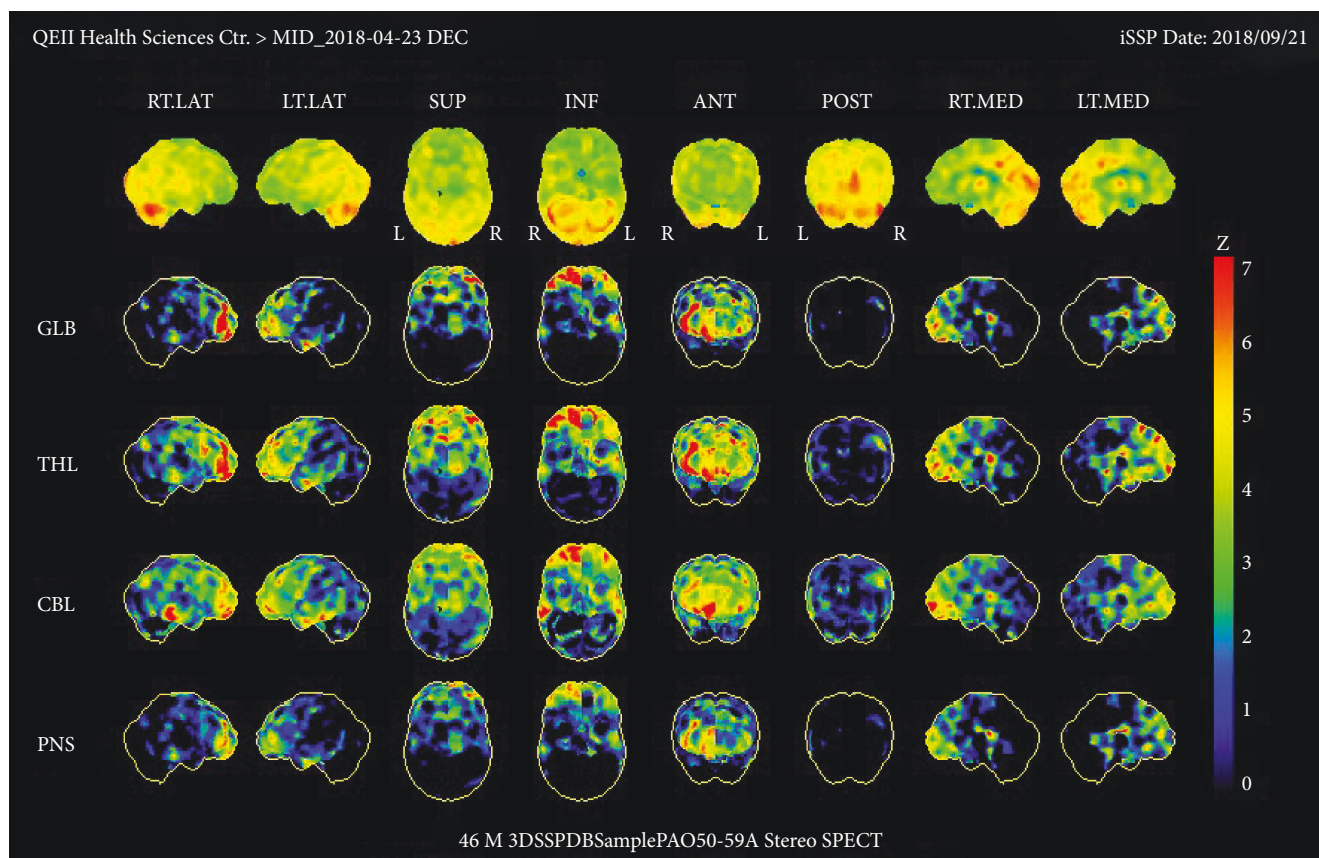 QEII Health Sciences Ctr. > MID_2018-04-23 DEC
iSSP Date: 2018/09/21
RT.LAT LT.LAT SUP INF ANT POST RT.MED LT.MED
L R R L R L L R
Z
7
GLB
6
5
THL
4
3
CBL
2
1
PNS
0
46 M 3DSSPDBSamplePAO50-59A Stereo SPECT